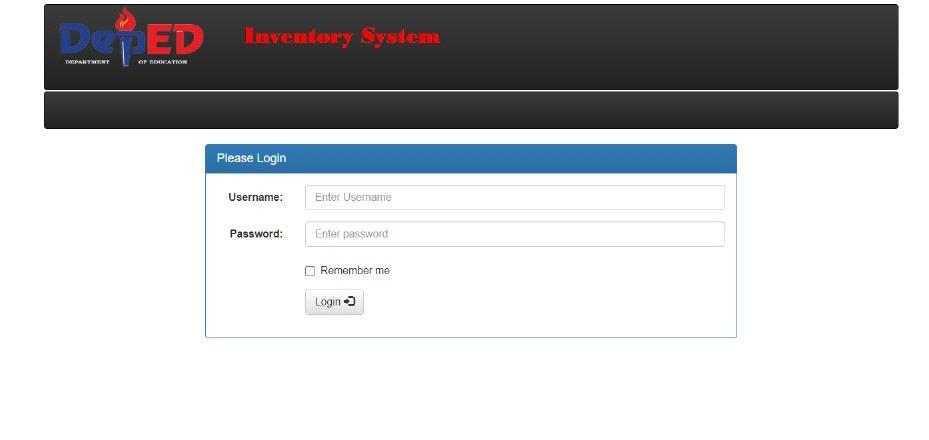 DepED
DEPARTMENT OF EDUCATION
Inventory System
Please Login
Username: Enter Username
Password: Enter password
Remember me
Login